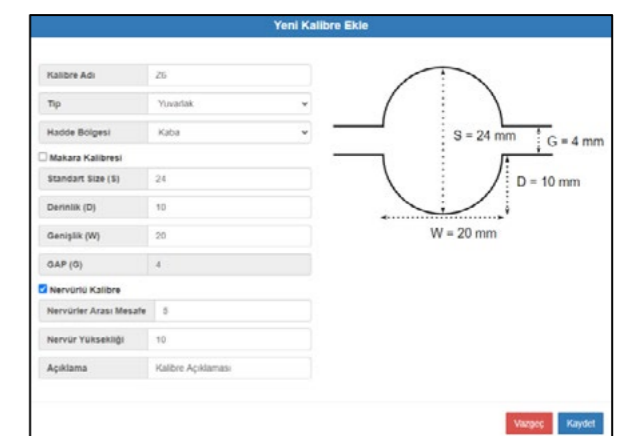 Yeni Kalibre Ekle
Kalibre Adı Z6
Tip Yuvarlak
Hadde Bölgesi Kaba
Makara Kalibresi
Standart Size (S) 24
Derinlik (D) 10
Genişlik (W) 20
GAP (G) 4
Nervürlü Kalibre
Nervürler Arası Mesafe 8
Nervür Yüksekliği 10
Açıklama Kalibre Açıklaması
S = 24 mm
G = 4 mm
D = 10 mm
W = 20 mm
Vazgeç Kaydet